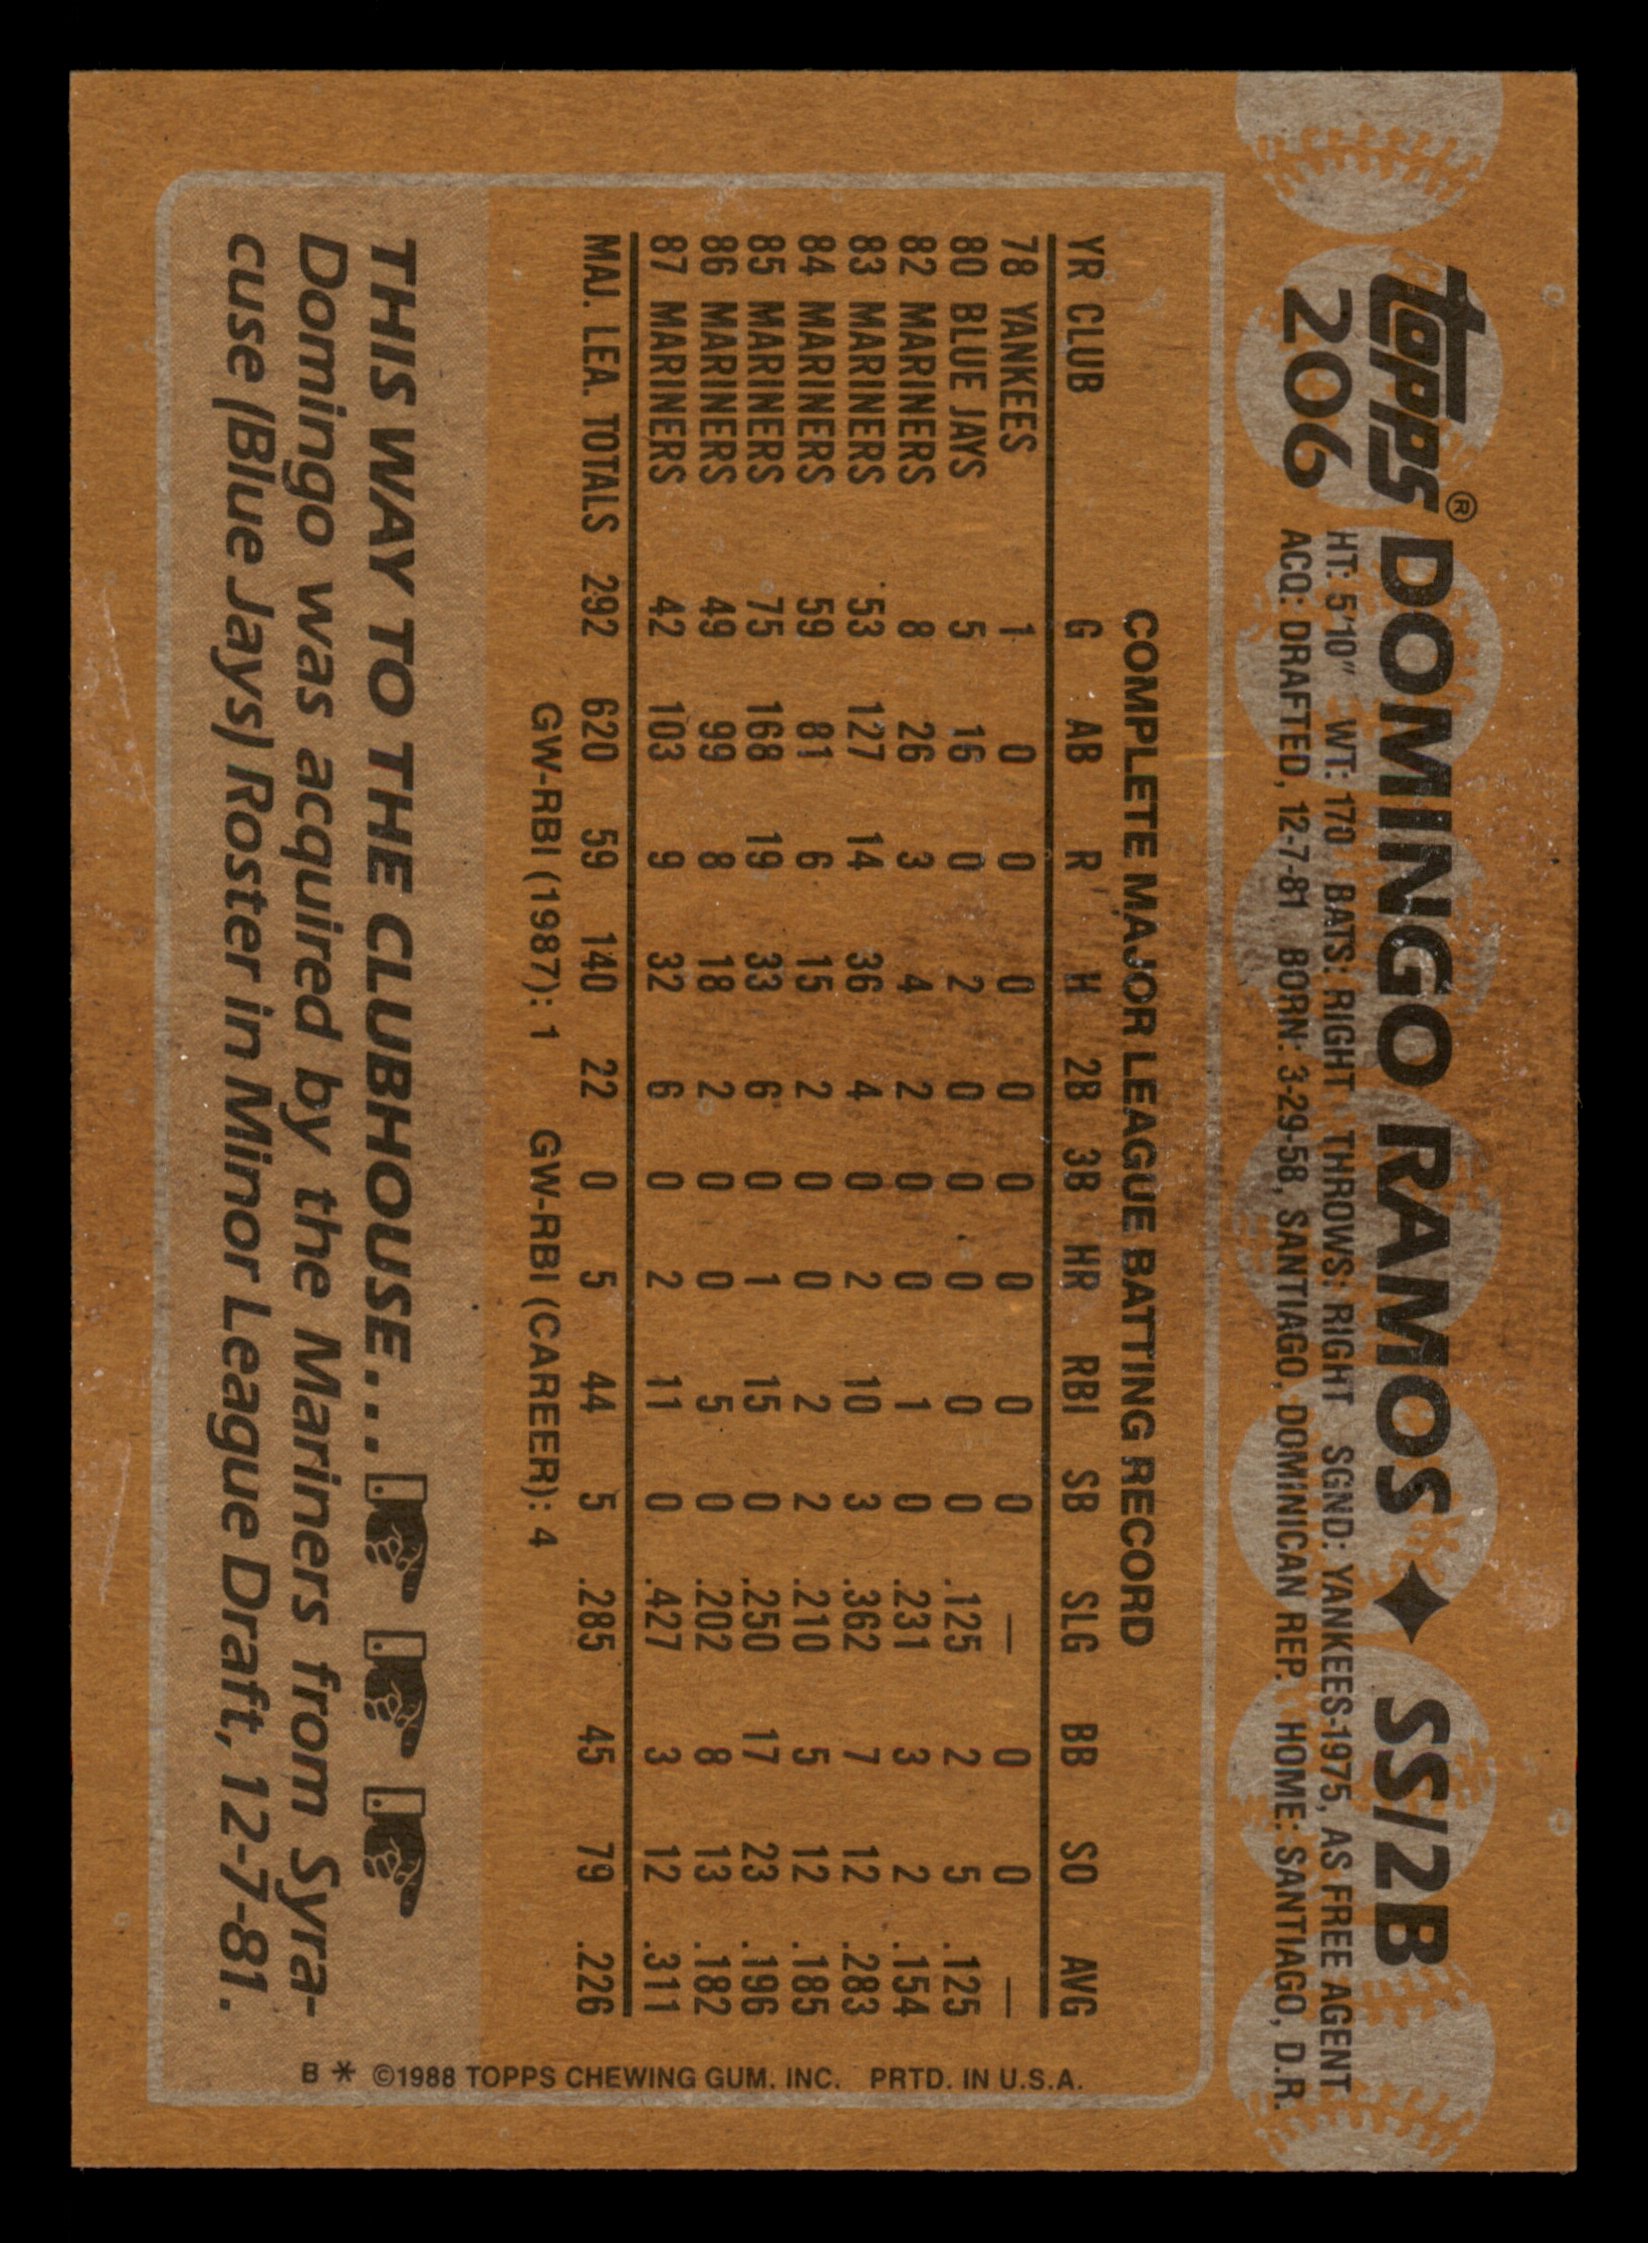 topps®
206
DOMINGO RAMOS ✦ SS/2B
HT: 5'10" WT: 170 BATS: RIGHT THROWS: RIGHT SGND: YANKEES-1975, AS FREE AGENT
ACQ: DRAFTED, 12-7-81 BORN: 3-29-58, SANTIAGO, DOMINICAN REP. HOME: SANTIAGO, D.R.
COMPLETE MAJOR LEAGUE BATTING RECORD
YR CLUB G AB R H 2B 3B HR RBI SB SLG BB SO AVG
78 YANKEES 1 0 0 0 0 0 0 0 0 — 0 0 —
80 BLUE JAYS 5 16 0 2 0 0 0 0 0 .125 2 5 .125
82 MARINERS 8 26 3 4 2 0 0 1 0 .231 3 2 .154
83 MARINERS 53 127 14 36 4 0 2 10 3 .362 7 12 .283
84 MARINERS 59 81 6 15 2 0 0 2 2 .210 5 12 .185
85 MARINERS 75 168 19 33 6 0 1 15 0 .250 17 23 .196
86 MARINERS 49 99 8 18 2 0 0 5 0 .202 8 13 .182
87 MARINERS 42 103 9 32 6 0 2 11 0 .427 3 12 .311
MAJ. LEA. TOTALS 292 620 59 140 22 0 5 44 5 .285 45 79 .226
GW-RBI (1987): 1 GW-RBI (CAREER): 4
THIS WAY TO THE CLUBHOUSE...
Domingo was acquired by the Mariners from Syra-
cuse (Blue Jays) Roster in Minor League Draft, 12-7-81.
B * ©1988 TOPPS CHEWING GUM, INC. PRTD. IN U.S.A.